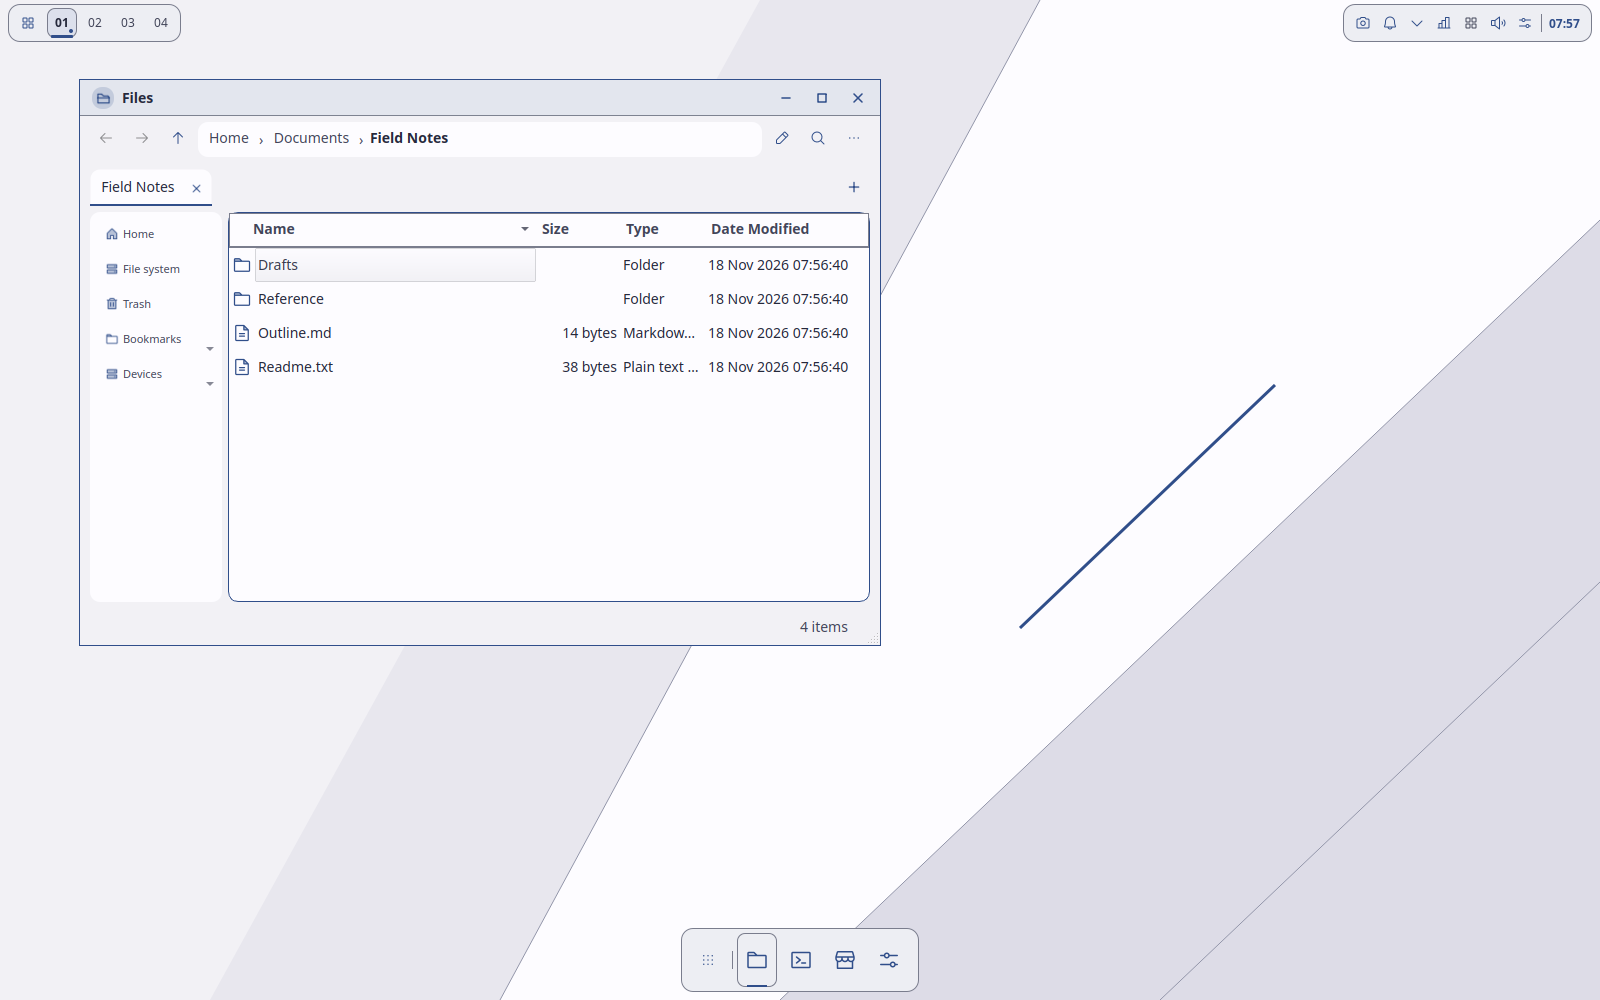 01 02 03 04
07:57
Files
Home › Documents › Field Notes
Field Notes
Home
File system
Trash
Bookmarks
Devices
Name Size Type Date Modified
Drafts Folder 18 Nov 2026 07:56:40
Reference Folder 18 Nov 2026 07:56:40
Outline.md 14 bytes Markdow... 18 Nov 2026 07:56:40
Readme.txt 38 bytes Plain text ... 18 Nov 2026 07:56:40
4 items